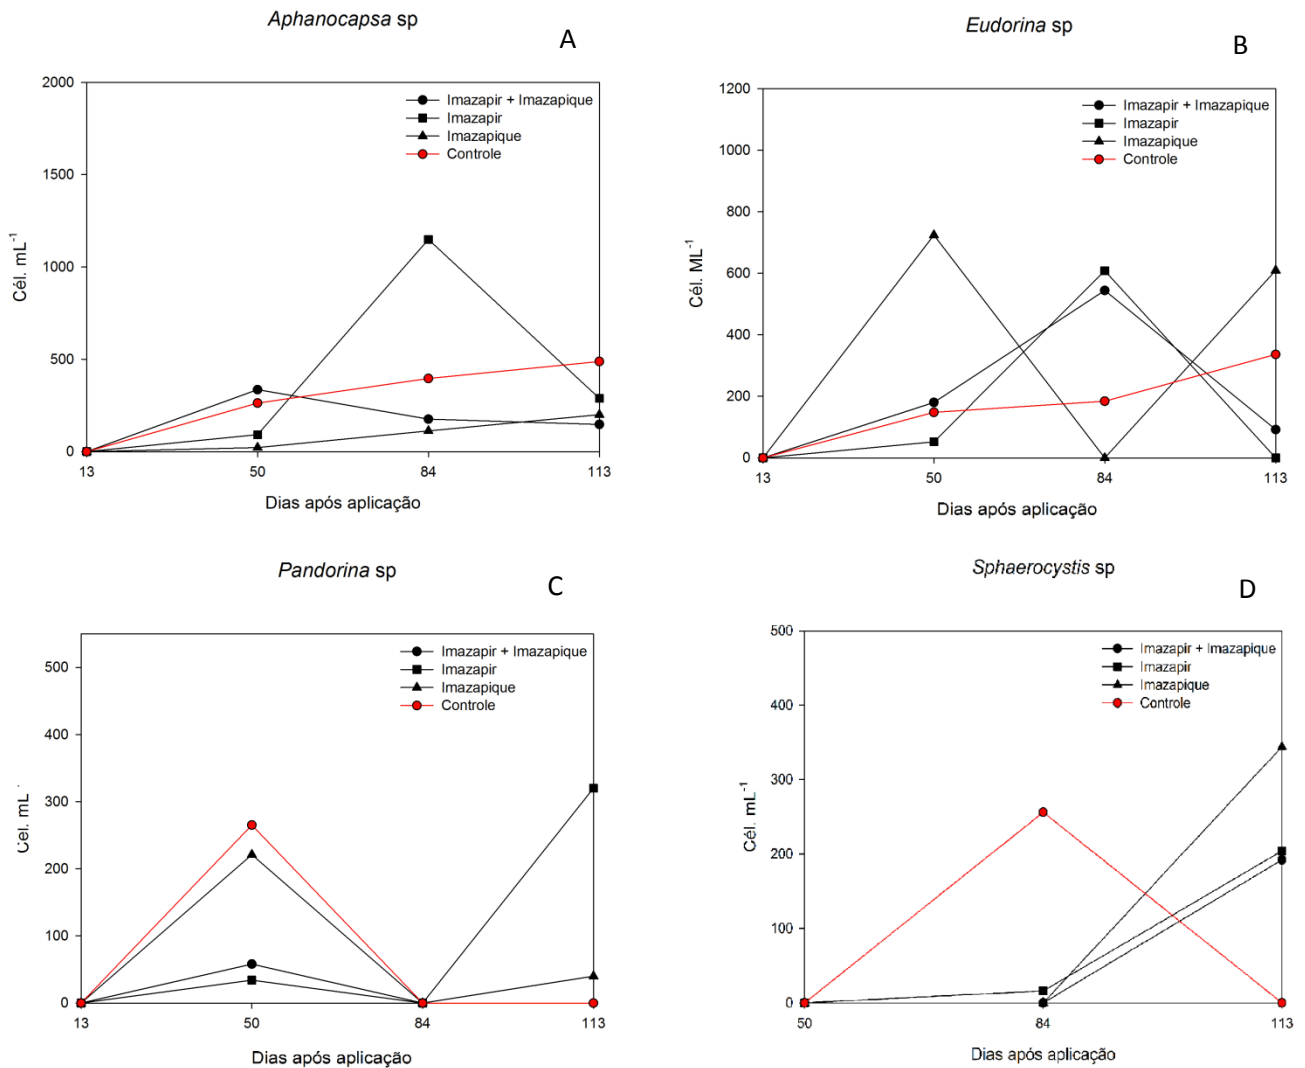 Aphanocapsa sp
A
2000
1500
1000
500
0
Cél. mL-1
Imazapir + Imazapique
Imazapir
Imazapique
Controle
13 50 84 113
Dias após aplicação
Eudorina sp
B
1200
1000
800
600
400
200
0
Cél. ML-1
Imazapir + Imazapique
Imazapir
Imazapique
Controle
13 50 84 113
Dias após aplicação
Pandorina sp
C
500
400
300
200
100
0
Cél. mL
Imazapir + Imazapique
Imazapir
Imazapique
Controle
13 50 84 113
Dias após aplicação
Sphaerocystis sp
D
500
400
300
200
100
0
Cél. mL-1
Imazapir + Imazapique
Imazapir
Imazapique
Controle
50 84 113
Dias após aplicação